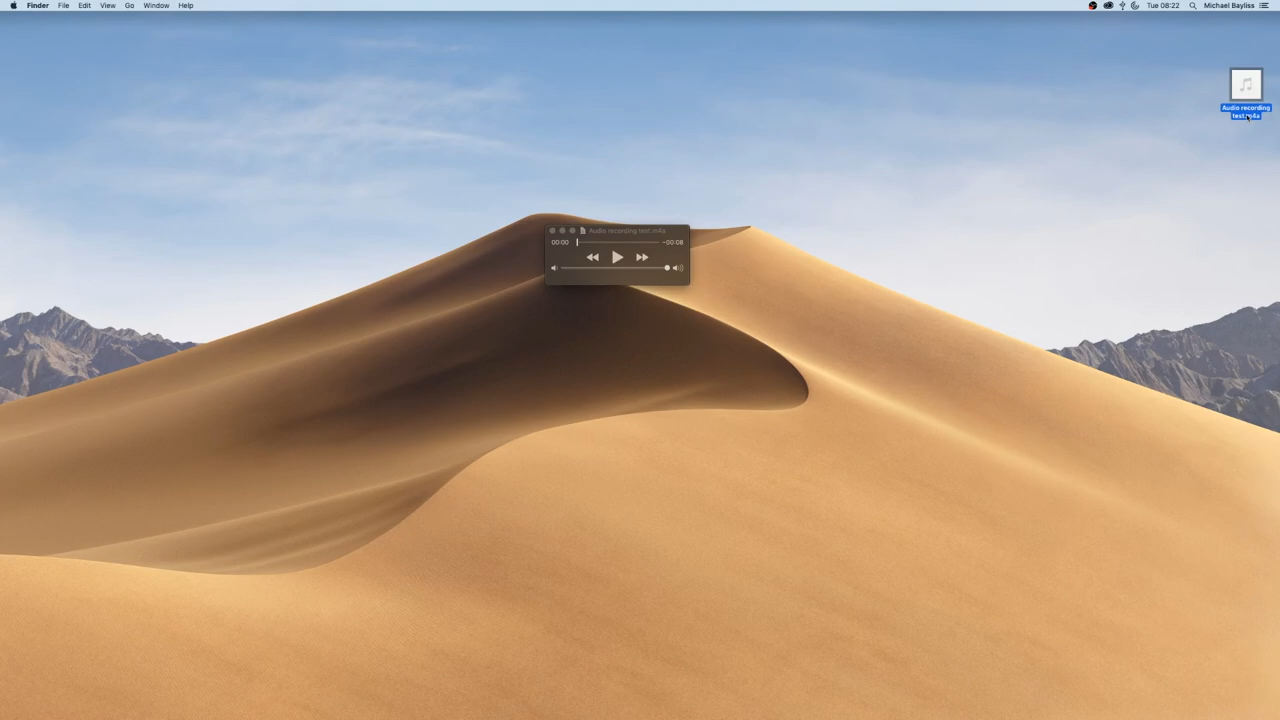 Finder File Edit View Go Window Help Tue 08:22 Michael Bayliss
Audio recording
test.m4a
Audio recording test.m4a
00:00 -00:08